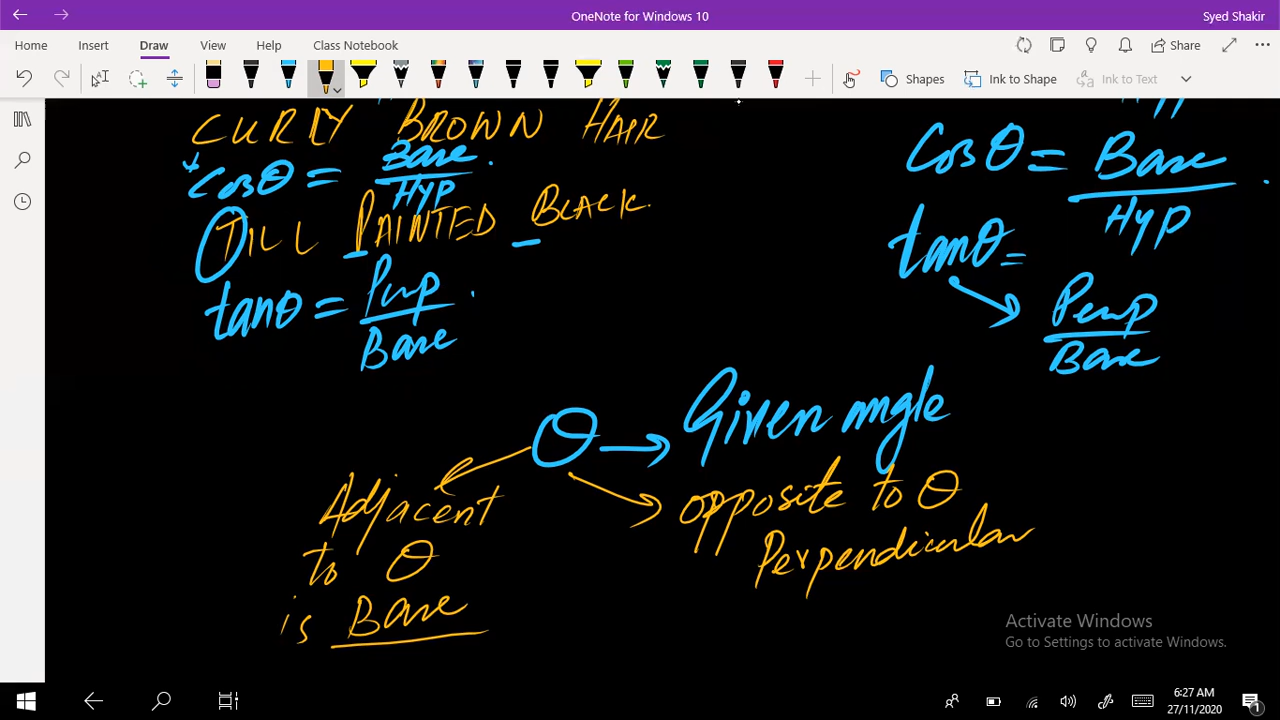 OneNote for Windows 10
Syed Shakir
Home Insert Draw View Help Class Notebook
Share
Shapes Ink to Shape Ink to Text
CURLY BROWN HAIR
Cosθ = Base
HYP
TILL PAINTED BLACK.
tanθ = Perp
Base
HYP
Cosθ = Base
HYP
tanθ =
Perp
Base
θ → Given angle
Adjacent
to θ
is Base
opposite to θ
Perpendicular
Activate Windows
Go to Settings to activate Windows.
6:27 AM
27/11/2020
1